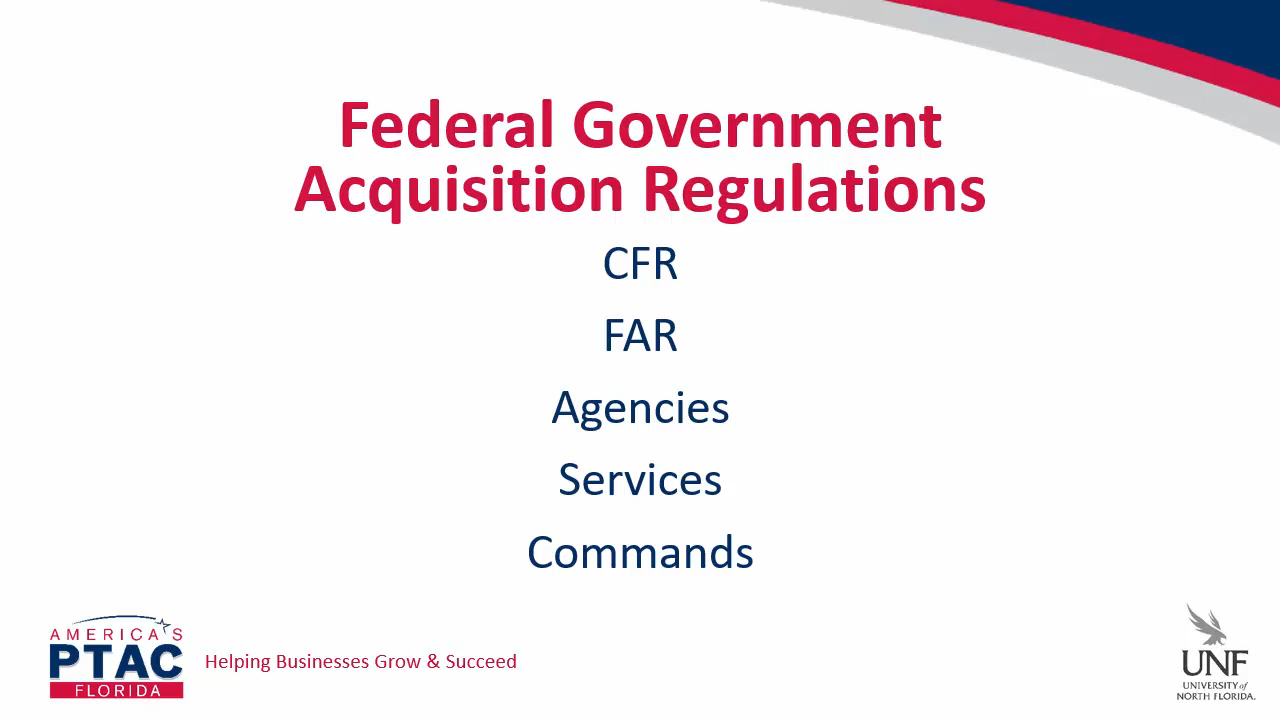 Federal Government
Acquisition Regulations
CFR
FAR
Agencies
Services
Commands
AMERICA'S
PTAC
FLORIDA
Helping Businesses Grow & Succeed
UNF
UNIVERSITY of
NORTH FLORIDA.